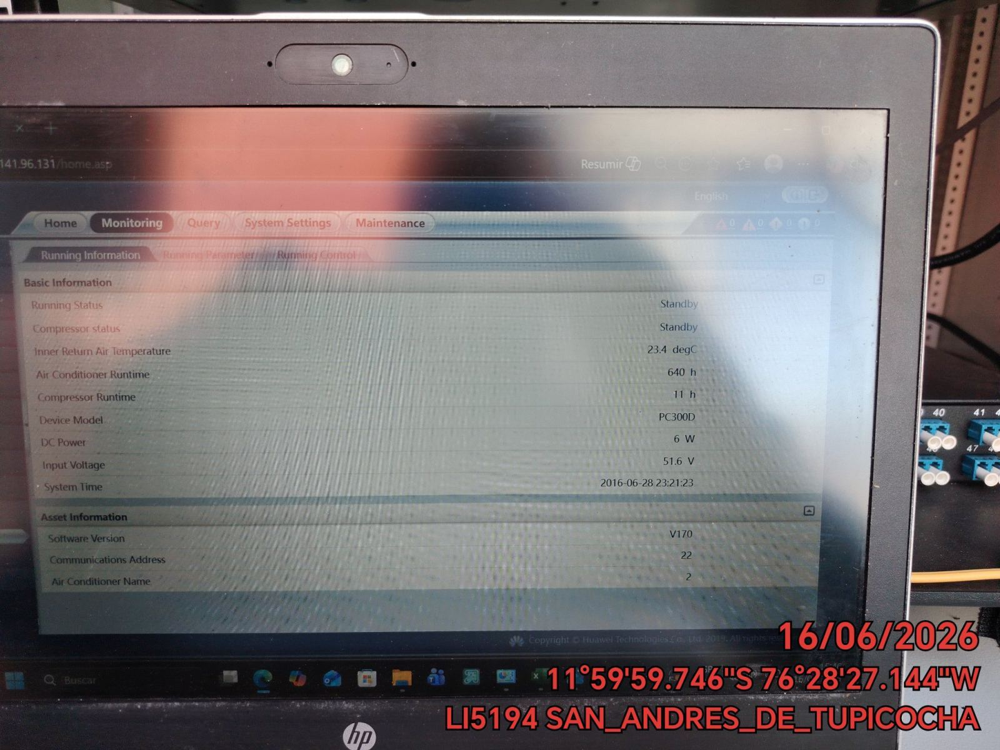 141.96.131/home.asp
Resumir
English
Home Monitoring Query System Settings Maintenance 0 0 0 0
Running Information Running Parameter Running Control
Basic Information
Running Status Standby
Compressor status Standby
Inner Return Air Temperature 23.4 degC
Air Conditioner Runtime 640 h
Compressor Runtime 11 h
Device Model PC300D
DC Power 6 W
Input Voltage 51.6 V
System Time 2016-06-28 23:21:23
Asset Information
Software Version V170
Communications Address 22
Air Conditioner Name 2
Copyright © Huawei Technologies Co., Ltd. 2019. All rights
Buscar
hp
40 41
47
16/06/2026
11°59'59.746"S 76°28'27.144"W
LI5194 SAN_ANDRES_DE_TUPICOCHA